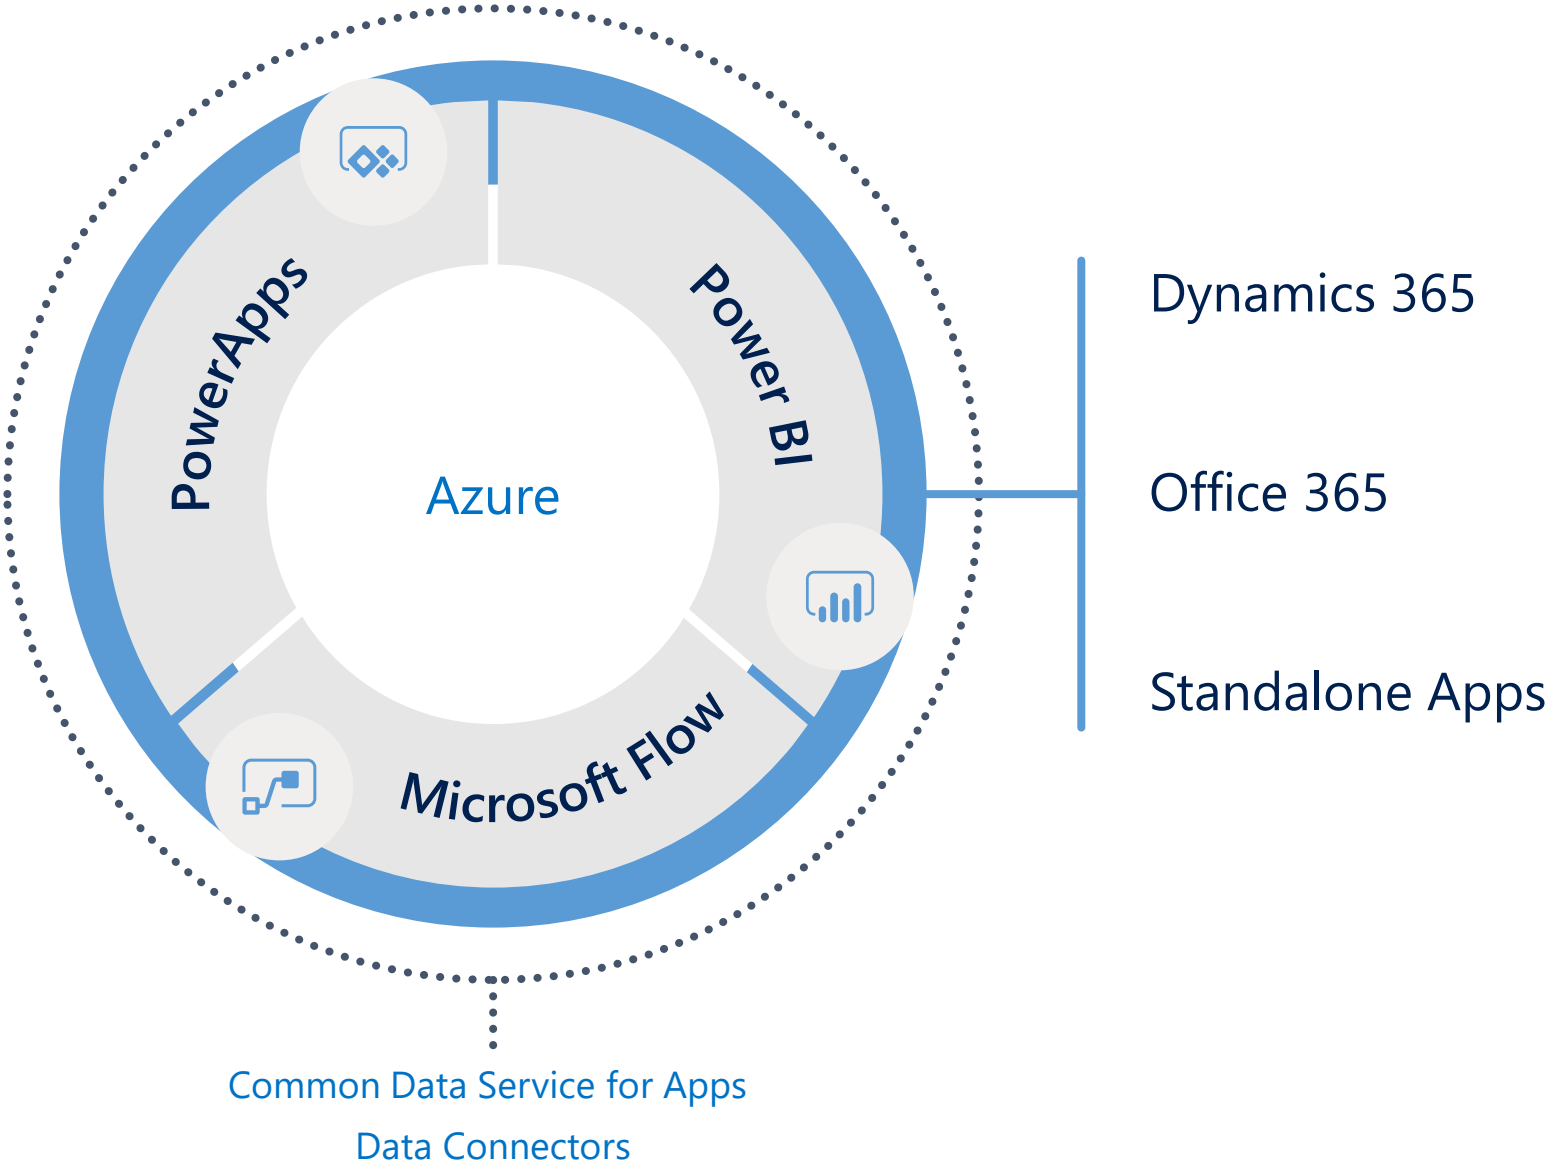 PowerApps
Power BI
Microsoft Flow
Azure
Dynamics 365
Office 365
Standalone Apps
Common Data Service for Apps
Data Connectors